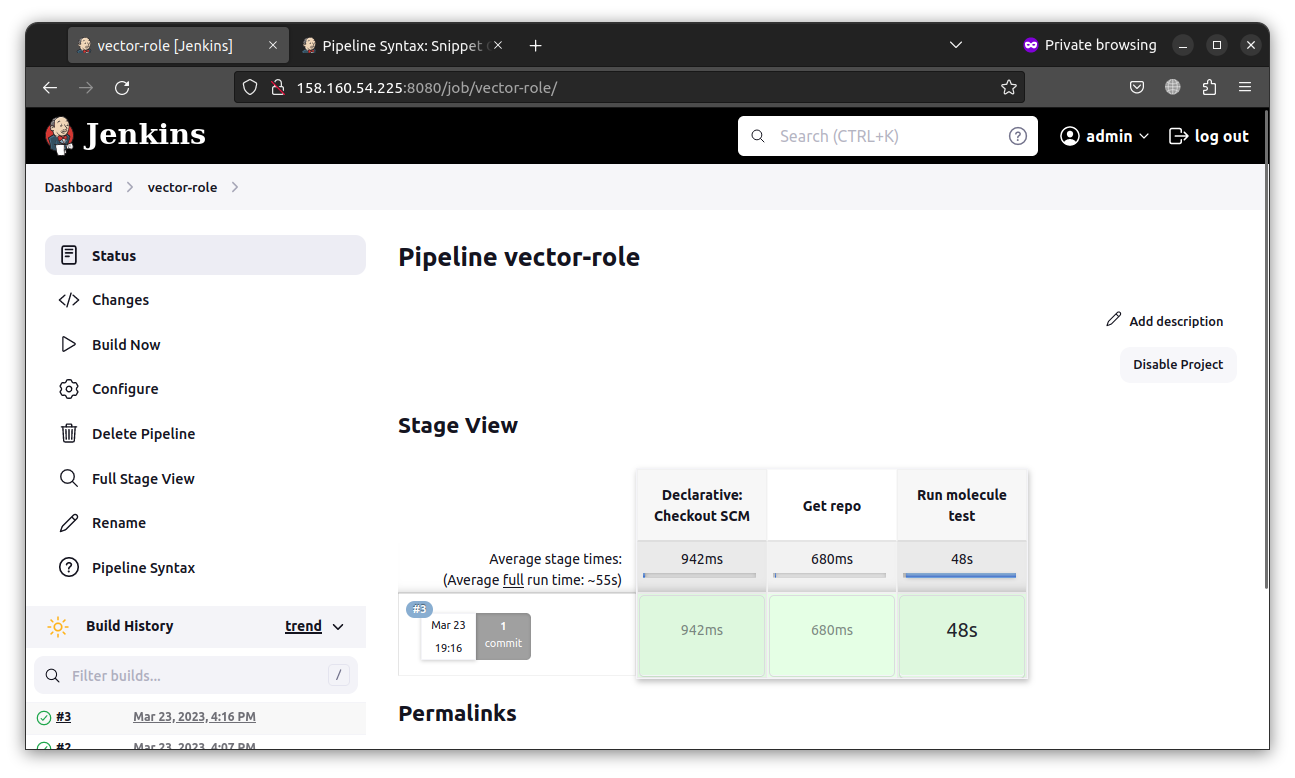 vector-role [Jenkins]
Pipeline Syntax: Snippet
Private browsing
158.160.54.225:8080/job/vector-role/
Jenkins
Search (CTRL+K)
admin
log out
Dashboard
vector-role
Status
Changes
Build Now
Configure
Delete Pipeline
Full Stage View
Rename
Pipeline Syntax
Build History
trend
Filter builds...
/
#3
Mar 23, 2023, 4:16 PM
#2
Mar 23, 2023, 4:07 PM
Pipeline vector-role
Add description
Disable Project
Stage View
Declarative:
Checkout SCM
Get repo
Run molecule
test
Average stage times:
(Average full run time: ~55s)
942ms
680ms
48s
#3
Mar 23
19:16
1
commit
942ms
680ms
48s
Permalinks